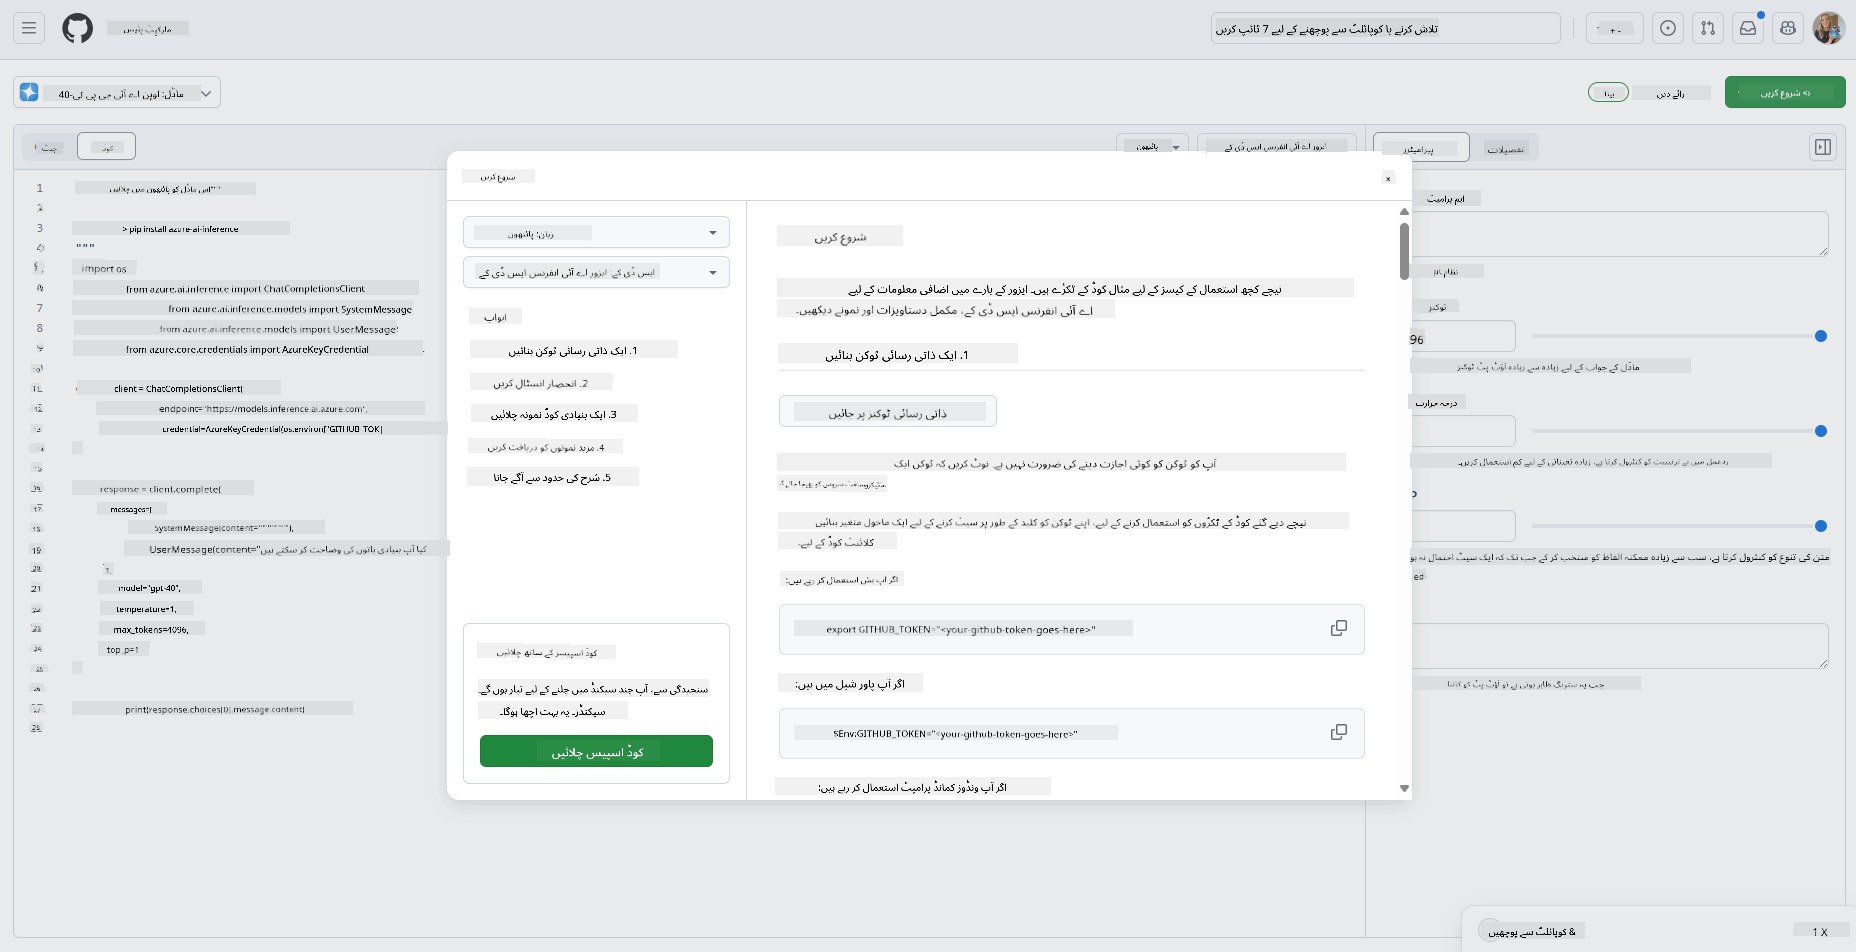 مارکیٹ پلیس
تلاش کرنے یا کوپائلٹ سے پوچھنے کے لیے 7 ٹائپ کریں
ماڈل: اوپن اے آئی جی پی ٹی-40
بیٹا
رائے دیں
شروع کریں
چیٹ
کوڈ
پائتھون
ایزور اے آئی انفرنس ایس ڈی کے
پیرامیٹرز
تفصیلات
1
"""اس ماڈل کو پائتھون میں چلائیں
3
> pip install azure-ai-inference
"""
import os
from azure.ai.inference import ChatCompletionsClient
7
from azure.ai.inference.models import SystemMessage
8
from azure.ai.inference.models import UserMessage
from azure.core.credentials import AzureKeyCredential
client = ChatCompletionsClient(
endpoint="https://models.inference.ai.azure.com",
credential=AzureKeyCredential(os.environ["GITHUB_TOK
response = client.complete(
messages=[
SystemMessage(content=""""""),
19
UserMessage(content="کیا آپ بنیادی باتوں کی وضاحت کر سکتے ہیں
],
21
model="gpt-40",
temperature=1,
max_tokens=4096,
top_p=1
print(response.choices[0].message.content)
شروع کریں
x
زبان: پائتھون
ایس ڈی کے: ایزور اے آئی انفرنس ایس ڈی کے
ابواب
1. ایک ذاتی رسائی ٹوکن بنائیں
2. انحصار انسٹال کریں
3. ایک بنیادی کوڈ نمونہ چلائیں
4. مزید نمونوں کو دریافت کریں
5. شرح کی حدود سے آگے جانا
کوڈ اسپیسز کے ساتھ چلائیں
سنجیدگی سے، آپ چند سیکنڈ میں چلنے کے لیے تیار ہوں گے۔
سیکنڈز۔ یہ بہت اچھا ہوگا۔
کوڈ اسپیس چلائیں
شروع کریں
نیچے کچھ استعمال کے کیسز کے لیے مثال کوڈ کے ٹکڑے ہیں۔ ایزور کے بارے میں اضافی معلومات کے لیے
اے آئی انفرنس ایس ڈی کے، مکمل دستاویزات اور نمونے دیکھیں۔
1. ایک ذاتی رسائی ٹوکن بنائیں
ذاتی رسائی ٹوکنز پر جائیں
آپ کو ٹوکن کو کوئی اجازت دینے کی ضرورت نہیں ہے۔ نوٹ کریں کہ ٹوکن ایک
مائیکروسافٹ سروس کو بھیجا جائے گا
نیچے دیے گئے کوڈ کے ٹکڑوں کو استعمال کرنے کے لیے، اپنے ٹوکن کو کلید کے طور پر سیٹ کرنے کے لیے ایک ماحول متغیر بنائیں
کلائنٹ کوڈ کے لیے۔
اگر آپ بش استعمال کر رہے ہیں:
export GITHUB_TOKEN="<your-github-token-goes-here>"
اگر آپ پاور شیل میں ہیں:
$Env:GITHUB_TOKEN="<your-github-token-goes-here>"
اگر آپ ونڈوز کمانڈ پرامپٹ استعمال کر رہے ہیں:
ٹوکنز
96
ماڈل کے جواب کے لیے زیادہ سے زیادہ آؤٹ پٹ ٹوکنز
درجہ حرارت
متن کی تنوع کو کنٹرول کرتا ہے، سب سے زیادہ ممکنہ الفاظ کو منتخب کر کے جب تک کہ ایک سیٹ احتمال نہ ہو
ed
& کوپائلٹ سے پوچھیں
1 X